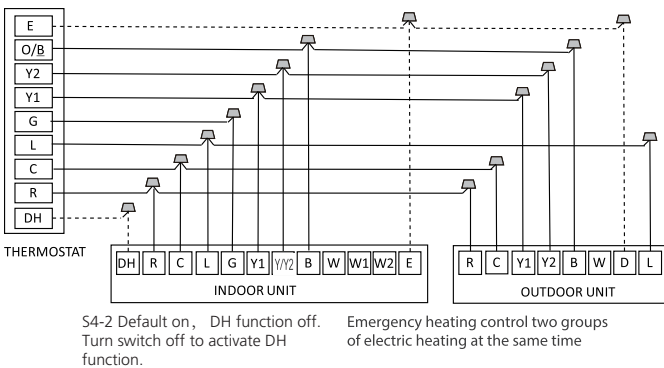 E
O/B
Y2
Y1
G
L
C
R
DH
THERMOSTAT
DH R C L G Y1 Y/Y2 B W W1 W2 E
INDOOR UNIT
R C Y1 Y2 B W D L
OUTDOOR UNIT
S4-2 Default on， DH function off.
Turn switch off to activate DH
function.
Emergency heating control two groups
of electric heating at the same time